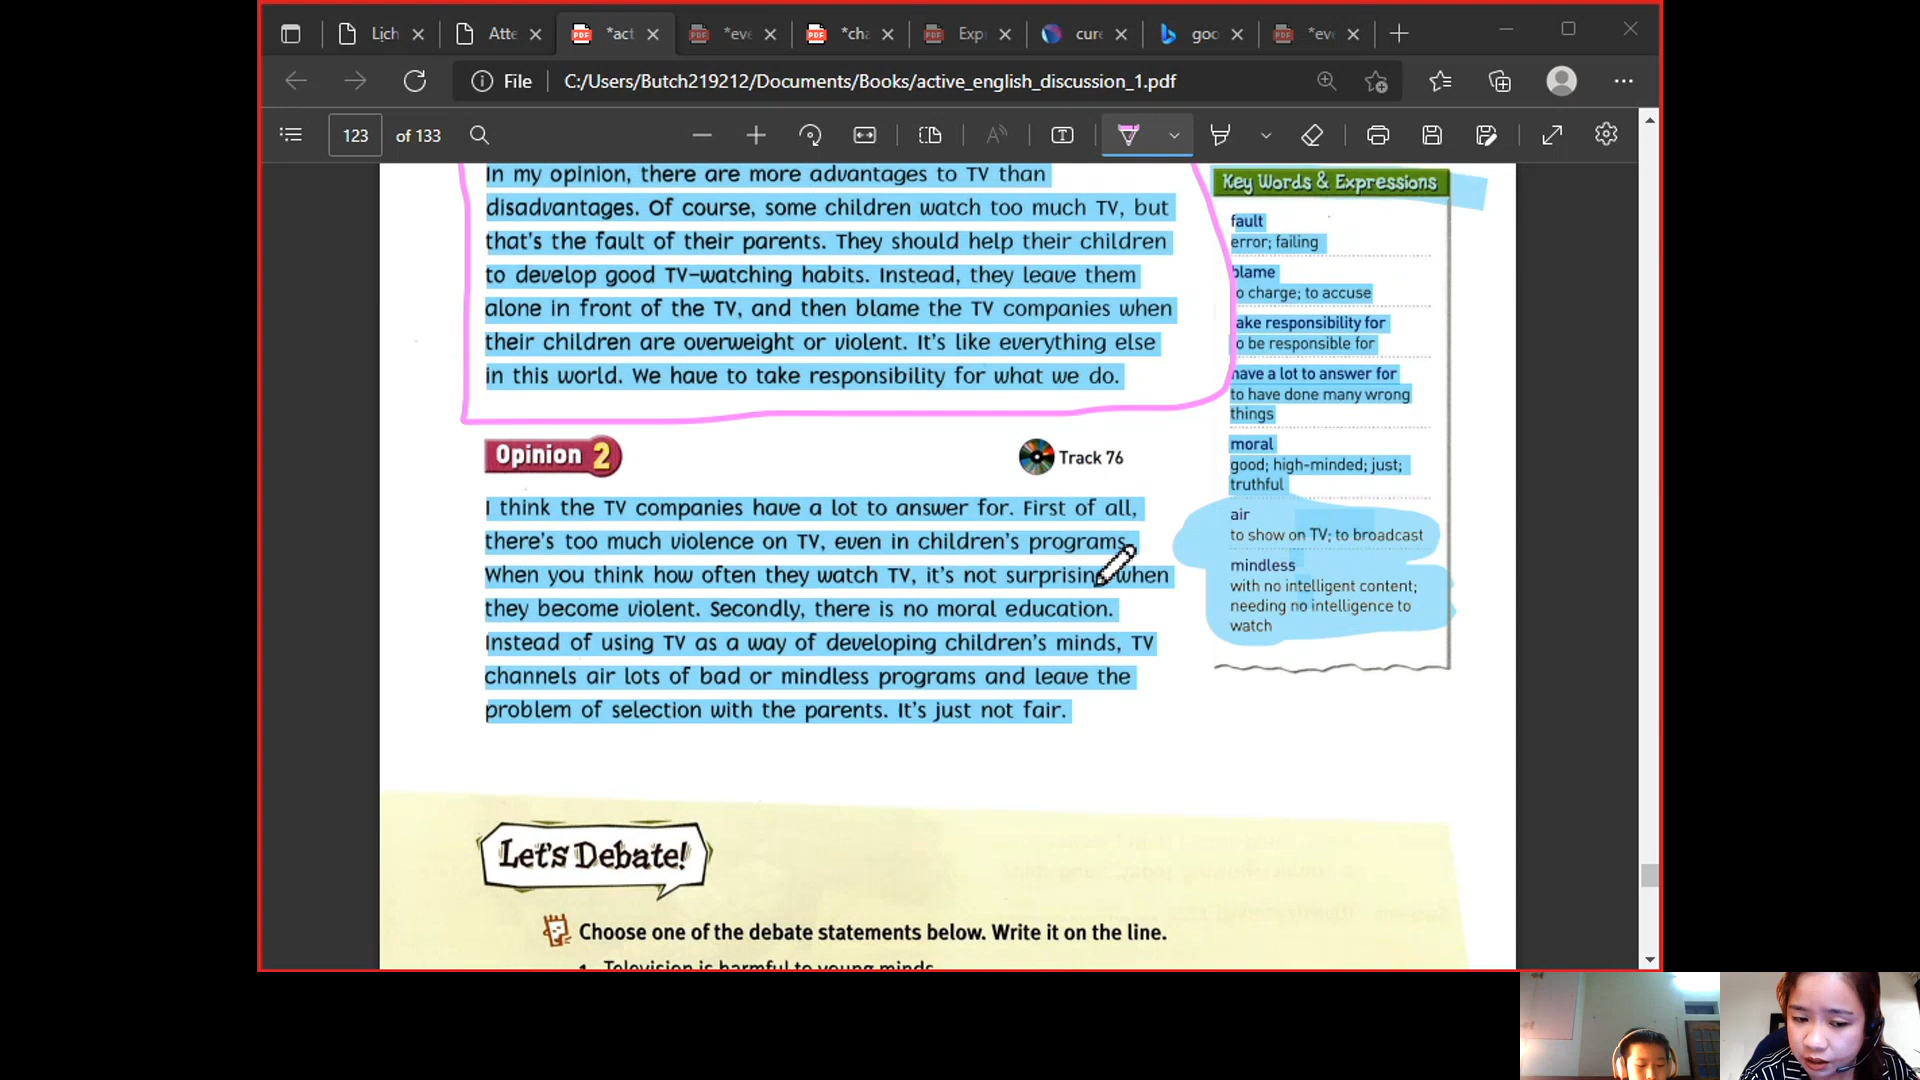 Lịch
Atte
*act
*eve
*cha
Exp
cure
goo
*eve
File
C:/Users/Butch219212/Documents/Books/active_english_discussion_1.pdf
123 of 133
In my opinion, there are more advantages to TV than
disadvantages. Of course, some children watch too much TV, but
that's the fault of their parents. They should help their children
to develop good TV-watching habits. Instead, they leave them
alone in front of the TV, and then blame the TV companies when
their children are overweight or violent. It's like everything else
in this world. We have to take responsibility for what we do.
Opinion 2
Track 76
I think the TV companies have a lot to answer for. First of all,
there's too much violence on TV, even in children's programs.
When you think how often they watch TV, it's not surprising when
they become violent. Secondly, there is no moral education.
Instead of using TV as a way of developing children's minds, TV
channels air lots of bad or mindless programs and leave the
problem of selection with the parents. It's just not fair.
Key Words & Expressions
fault
error; failing
blame
o charge; to accuse
ake responsibility for
o be responsible for
have a lot to answer for
to have done many wrong
things
moral
good; high-minded; just;
truthful
air
to show on TV; to broadcast
mindless
with no intelligent content;
needing no intelligence to
watch
Let's Debate!
Choose one of the debate statements below. Write it on the line.
1. Television is harmful to young minds.